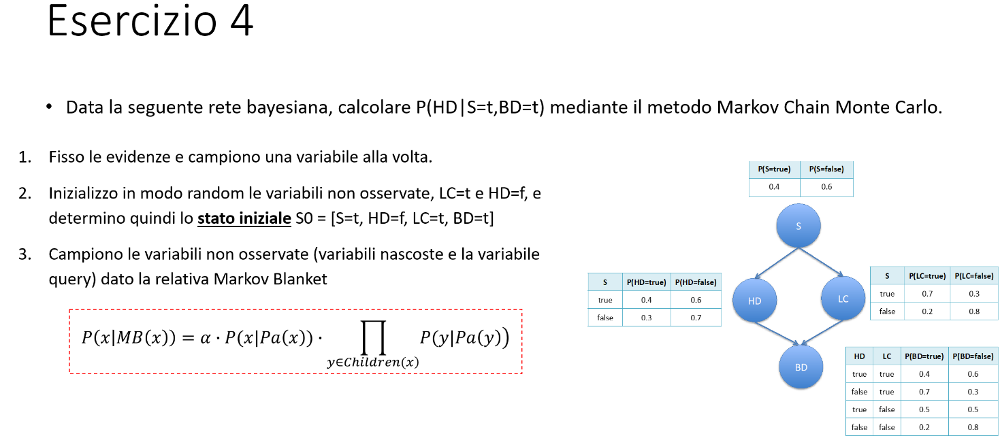 Esercizio 4
• Data la seguente rete bayesiana, calcolare P(HD|S=t,BD=t) mediante il metodo Markov Chain Monte Carlo.
1. Fisso le evidenze e campiono una variabile alla volta.
2. Inizializzo in modo random le variabili non osservate, LC=t e HD=f, e
determino quindi lo stato iniziale S0 = [S=t, HD=f, LC=t, BD=t]
3. Campiono le variabili non osservate (variabili nascoste e la variabile
query) dato la relativa Markov Blanket
P(x|MB(x)) = α · P(x|Pa(x)) · ∏ P(y|Pa(y))
y∈Children(x)
P(S=true) P(S=false)
0.4 0.6
S
S P(HD=true) P(HD=false)
true 0.4 0.6
false 0.3 0.7
HD
LC
S P(LC=true) P(LC=false)
true 0.7 0.3
false 0.2 0.8
BD
HD LC P(BD=true) P(BD=false)
true true 0.4 0.6
false true 0.7 0.3
true false 0.5 0.5
false false 0.2 0.8